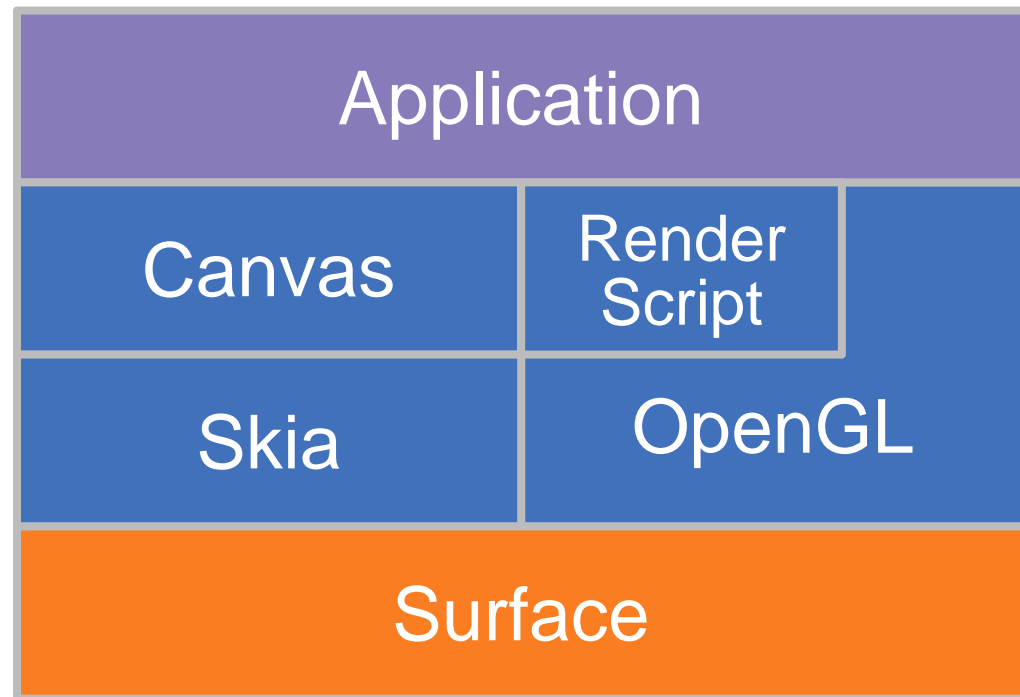 Application
Canvas
Render
Script
Skia
OpenGL
Surface